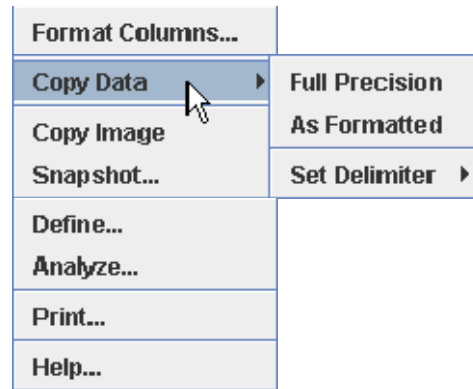 Format Columns...
Copy Data
Full Precision
As Formatted
Set Delimiter
Copy Image
Snapshot...
Define...
Analyze...
Print...
Help...